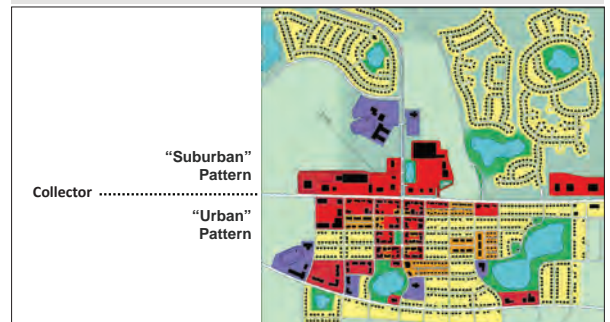 “Suburban”
Pattern
Collector ......................
“Urban”
Pattern